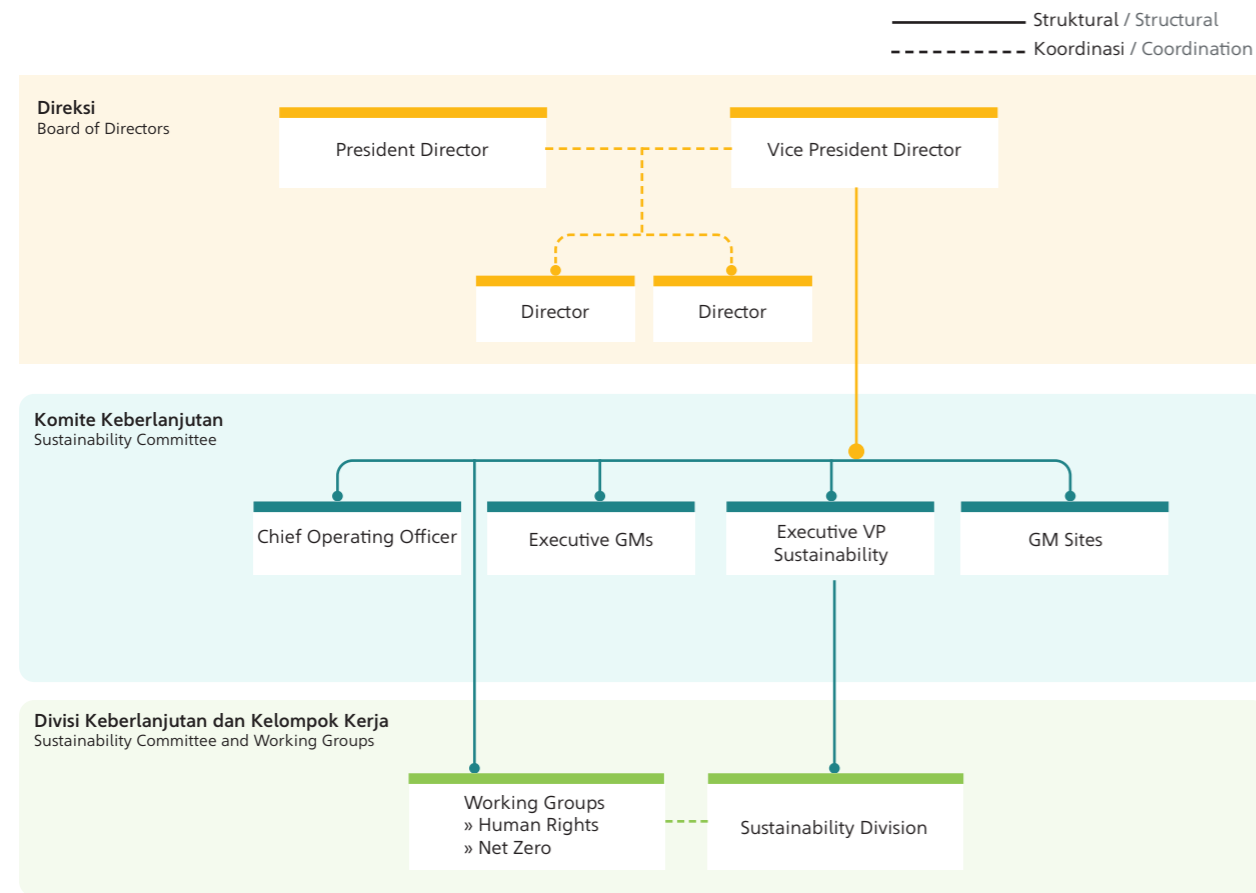 Struktural / Structural
Koordinasi / Coordination
Direksi
Board of Directors
President Director
Vice President Director
Director
Director
Komite Keberlanjutan
Sustainability Committee
Chief Operating Officer
Executive GMs
Executive VP
Sustainability
GM Sites
Divisi Keberlanjutan dan Kelompok Kerja
Sustainability Committee and Working Groups
Working Groups
» Human Rights
» Net Zero
Sustainability Division